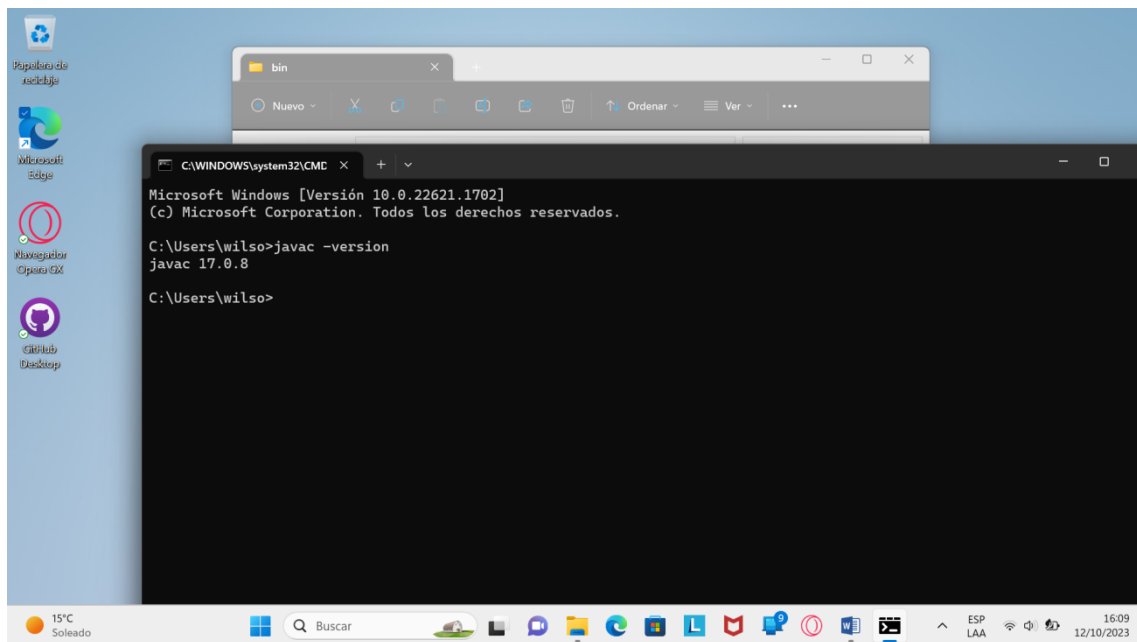 Papelera de
reciclaje
Microsoft
Edge
Navegador
Opera GX
GitHub
Desktop
bin
Nuevo
Ordenar
Ver
C:\WINDOWS\system32\CMD
Microsoft Windows [Versión 10.0.22621.1702]
(c) Microsoft Corporation. Todos los derechos reservados.
C:\Users\wilso>javac -version
javac 17.0.8
C:\Users\wilso>
15°C
Soleado
Buscar
L
9
W
ESP
LAA
16:09
12/10/2023